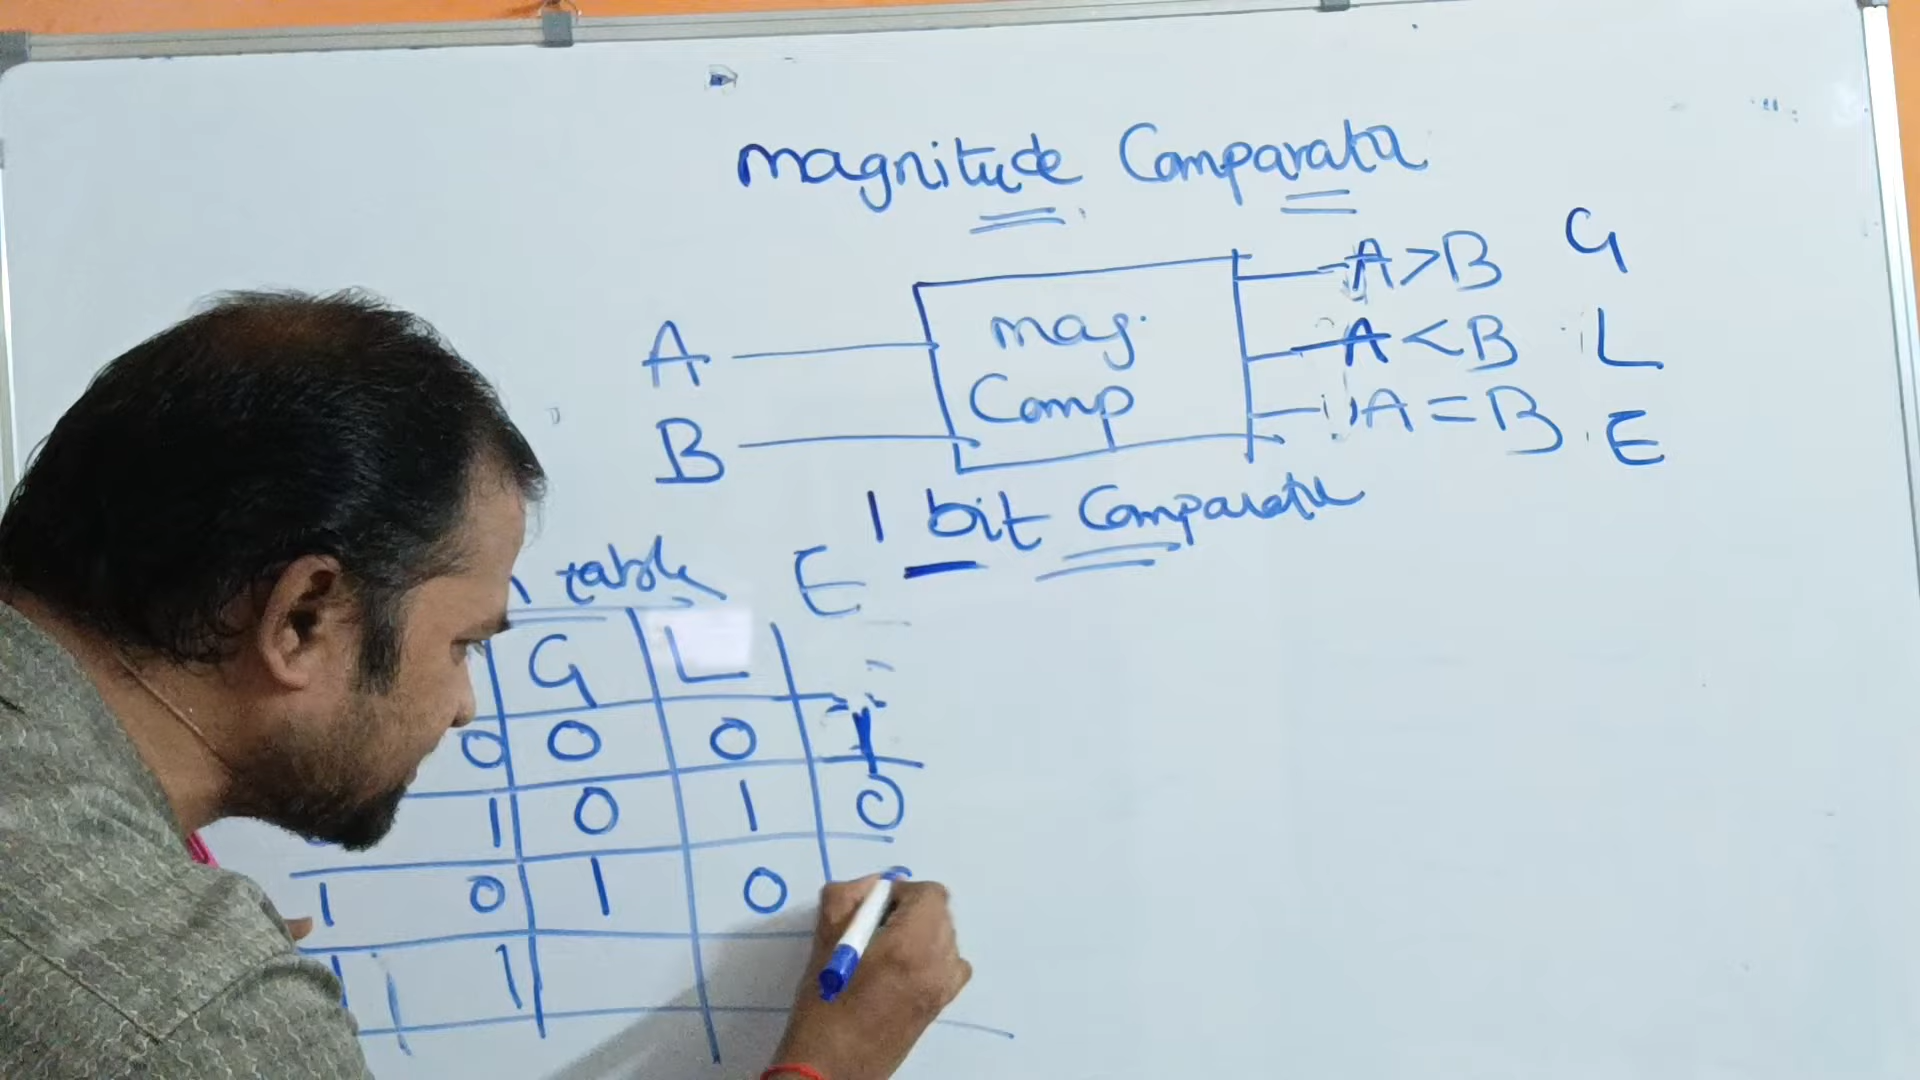 magnitude Comparator
A > B G
A mag. A < B L
B Comp A = B E
1 bit Comparator
table E
G L
0 0 0 1
1 0 1 0
1 0 1 0
1 1